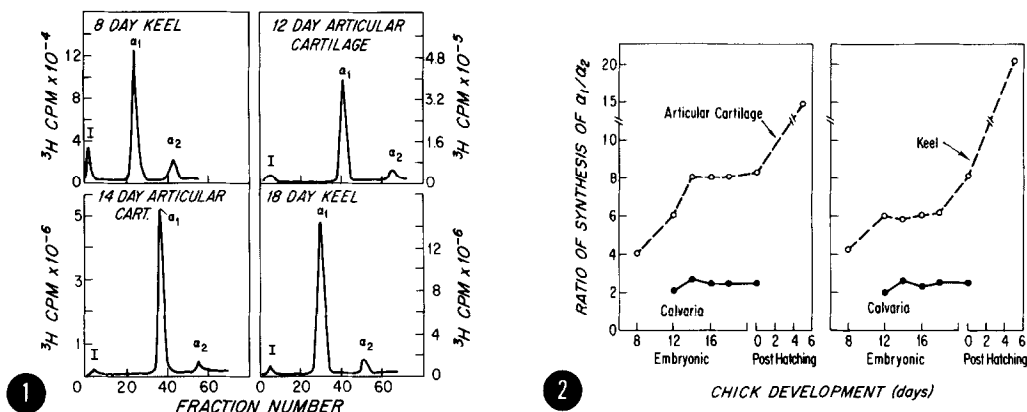 8 DAY KEEL
α1
I
α2
12
8
4
0
³H CPM x10⁻⁴
12 DAY ARTICULAR
CARTILAGE
α1
I
α2
4.8
3.2
1.6
0
³H CPM x10⁻⁵
14 DAY ARTICULAR
CART.
α1
I
α2
5
3
1
³H CPM x10⁻⁶
0 20 40 60
18 DAY KEEL
α1
I
α2
12
8
4
0
³H CPM x10⁻⁶
0 20 40 60
FRACTION NUMBER
1
RATIO OF SYNTHESIS OF α1/α2
20
15
10
8
6
4
2
0
Articular Cartilage
Calvaria
8 12 16 0 2 4 6
Embryonic Post Hatching
Keel
Calvaria
8 12 16 0 2 4 6
Embryonic Post Hatching
CHICK DEVELOPMENT (days)
2